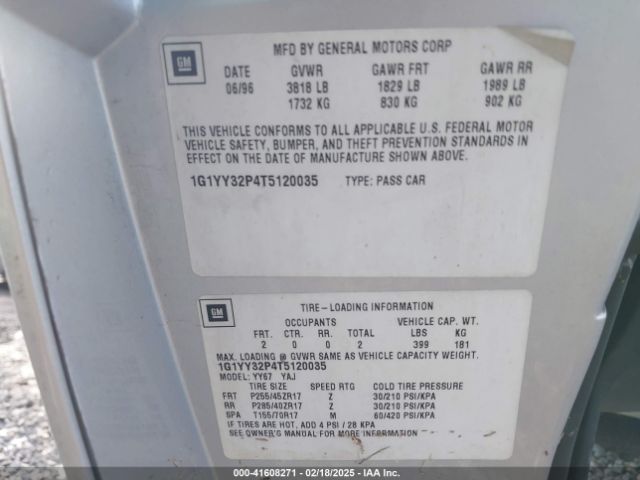 GM
MFD BY GENERAL MOTORS CORP
DATE GVWR GAWR FRT GAWR RR
06/96 3818 LB 1829 LB 1989 LB
1732 KG 830 KG 902 KG
THIS VEHICLE CONFORMS TO ALL APPLICABLE U.S. FEDERAL MOTOR
VEHICLE SAFETY, BUMPER, AND THEFT PREVENTION STANDARDS IN
EFFECT ON THE DATE OF MANUFACTURE SHOWN ABOVE.
1G1YY32P4T5120035 TYPE: PASS CAR
GM
TIRE-LOADING INFORMATION
OCCUPANTS VEHICLE CAP. WT.
FRT. CTR. RR. TOTAL LBS KG
2 0 0 2 399 181
MAX. LOADING @ GVWR SAME AS VEHICLE CAPACITY WEIGHT.
1G1YY32P4T5120035
MODEL: YY67 YAJ
TIRE SIZE SPEED RTG COLD TIRE PRESSURE
FRT P255/45ZR17 Z 30/210 PSI/KPA
RR P285/40ZR17 Z 30/210 PSI/KPA
SPA T155/70R17 M 60/420 PSI/KPA
IF TIRES ARE HOT, ADD 4 PSI / 28 KPA
SEE OWNER'S MANUAL FOR MORE INFORMATION
000-41608271 - 02/18/2025 - IAA, Inc.